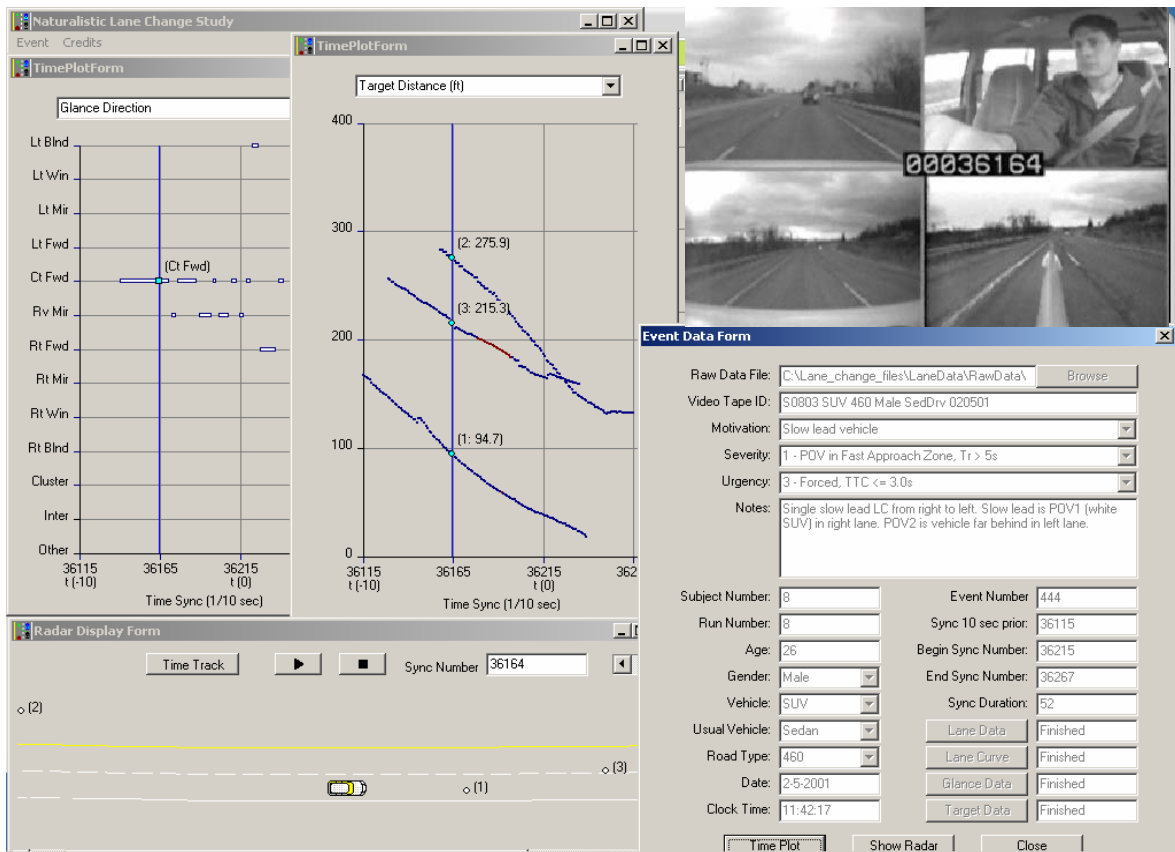 Naturalistic Lane Change Study
Event Credits
TimePlotForm
Glance Direction
Lt Blnd
Lt Win
Lt Mir
Lt Fwd
Ct Fwd
(Ct Fwd)
Rv Mir
Rt Fwd
Rt Mir
Rt Win
Rt Blnd
Cluster
Inter
Other
36115 36165 36215
t (-10) t (0)
Time Sync (1/10 sec)
TimePlotForm
Target Distance (ft)
400
300
(2: 275.9)
(3: 215.3)
200
100
(1: 94.7)
0
36115 36165 36215 362
t (-10) t (0)
Time Sync (1/10 sec)
00036164
Event Data Form
Raw Data File: C:\Lane_change_files\LaneData\RawData\ Browse
Video Tape ID: S0803 SUV 460 Male SedDrv 020501
Motivation: Slow lead vehicle
Severity: 1 - POV in Fast Approach Zone, Tr > 5s
Urgency: 3 - Forced, TTC <= 3.0s
Notes: Single slow lead LC from right to left. Slow lead is POV1 (white
SUV) in right lane. POV2 is vehicle far behind in left lane.
Subject Number: 8 Event Number 444
Run Number: 8 Sync 10 sec prior: 36115
Age: 26 Begin Sync Number: 36215
Gender: Male End Sync Number: 36267
Vehicle: SUV Sync Duration: 52
Usual Vehicle: Sedan Lane Data Finished
Road Type: 460 Lane Curve Finished
Date: 2-5-2001 Glance Data Finished
Clock Time: 11:42:17 Target Data Finished
Time Plot Show Radar Close
Radar Display Form
Time Track Sync Number 36164
(2)
(3)
(1)